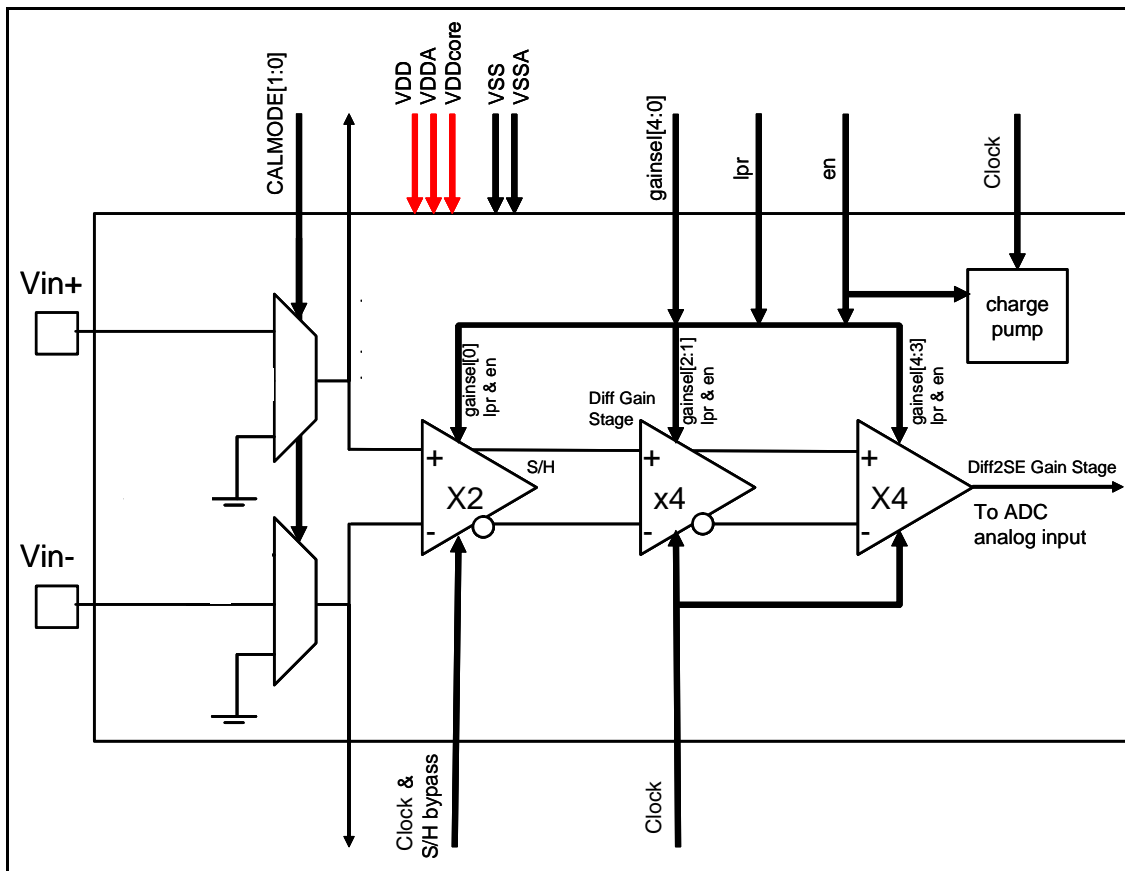 CALMODE[1:0]
VDD
VDDA
VDDcore
VSS
VSSA
gainsel[4:0]
lpr
en
Clock
Vin+
charge
pump
gainsel[0]
lpr & en
Diff Gain
Stage
gainsel[2:1]
lpr & en
gainsel[4:3]
lpr & en
+
X2
-
S/H
+
x4
-
+
X4
-
Diff2SE Gain Stage
To ADC
analog input
Vin-
Clock &
S/H bypass
Clock